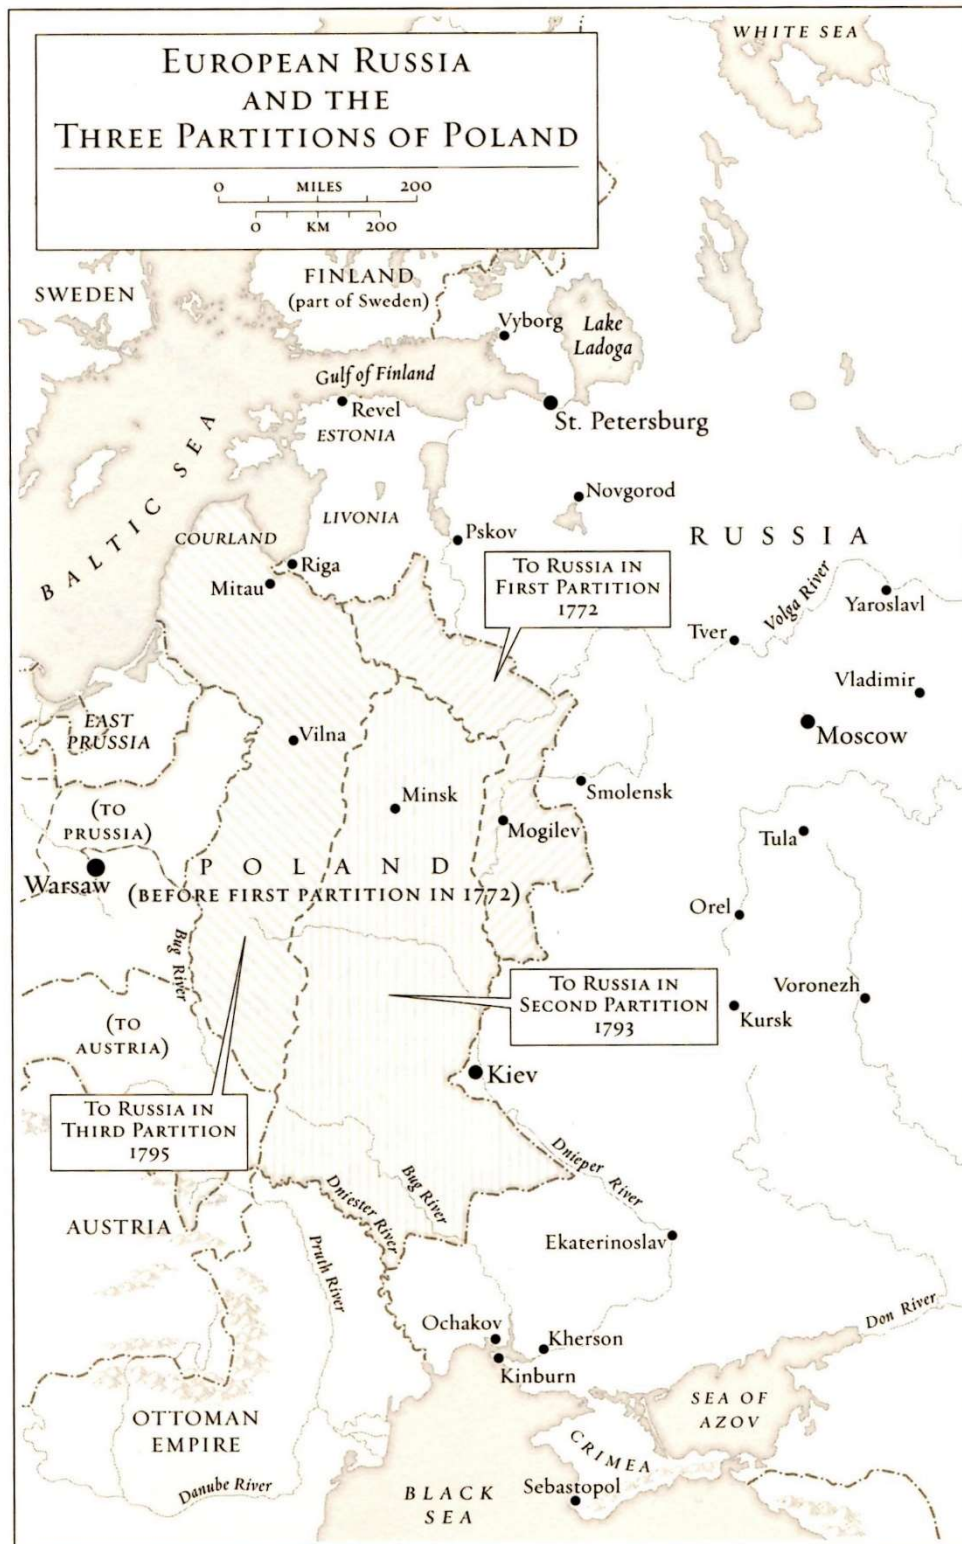 EUROPEAN RUSSIA
AND THE
THREE PARTITIONS OF POLAND
0 MILES 200
0 KM 200
WHITE SEA
SWEDEN
FINLAND
(part of Sweden)
Vyborg
Lake
Ladoga
Gulf of Finland
Revel
ESTONIA
St. Petersburg
BALTIC SEA
Novgorod
LIVONIA
Pskov
RUSSIA
COURLAND
Riga
Mitau
TO RUSSIA IN
FIRST PARTITION
1772
Volga River
Yaroslavl
Tver
Vladimir
Moscow
EAST
PRUSSIA
Vilna
Minsk
Smolensk
Mogilev
(TO
PRUSSIA)
Tula
Warsaw
POLAND
(BEFORE FIRST PARTITION IN 1772)
Orel
Bug River
TO RUSSIA IN
SECOND PARTITION
1793
Voronezh
Kursk
(TO
AUSTRIA)
Kiev
TO RUSSIA IN
THIRD PARTITION
1795
Dnieper River
Bug River
Dniester River
AUSTRIA
Pruth River
Ekaterinoslav
Don River
Ochakov
Kherson
Kinburn
SEA OF
AZOV
OTTOMAN
EMPIRE
CRIMEA
Danube River
Sebastopol
BLACK
SEA